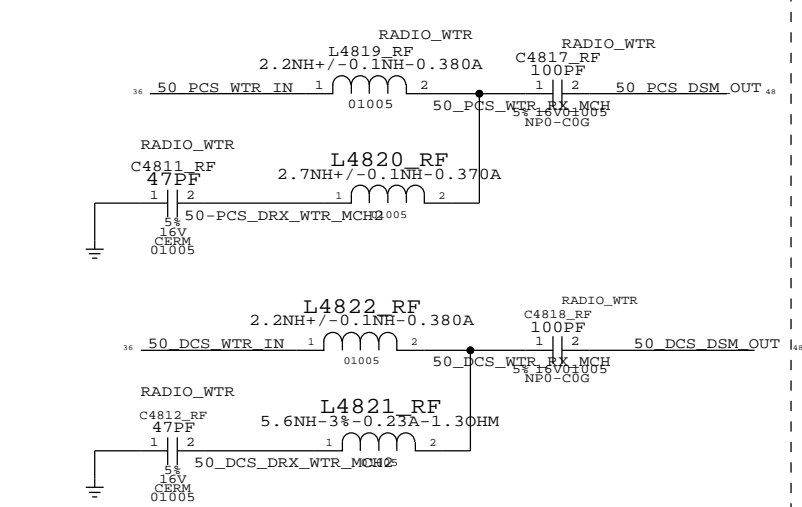 RADIO_WTR
L4819_RF
2.2NH+/-0.1NH-0.380A
RADIO_WTR
C4817_RF
100PF
36 50_PCS_WTR_IN 1 2 1 2 50_PCS_DSM_OUT 48
01005
50_PCS_WTR_RX_MCH
5% 16V 01005
NP0-C0G
RADIO_WTR
C4811_RF
47PF
L4820_RF
2.7NH+/-0.1NH-0.370A
1 2 1 2
50-PCS_DRX_WTR_MCH2
01005
5%
16V
CERM
01005
L4822_RF
2.2NH+/-0.1NH-0.380A
RADIO_WTR
C4818_RF
100PF
36 50_DCS_WTR_IN 1 2 1 2 50_DCS_DSM_OUT 48
01005
50_DCS_WTR_RX_MCH
5% 16V 01005
NP0-C0G
RADIO_WTR
C4812_RF
47PF
L4821_RF
5.6NH-3%-0.23A-1.3OHM
1 2 1 2
50_DCS_DRX_WTR_MCH2
01005
5%
16V
CERM
01005